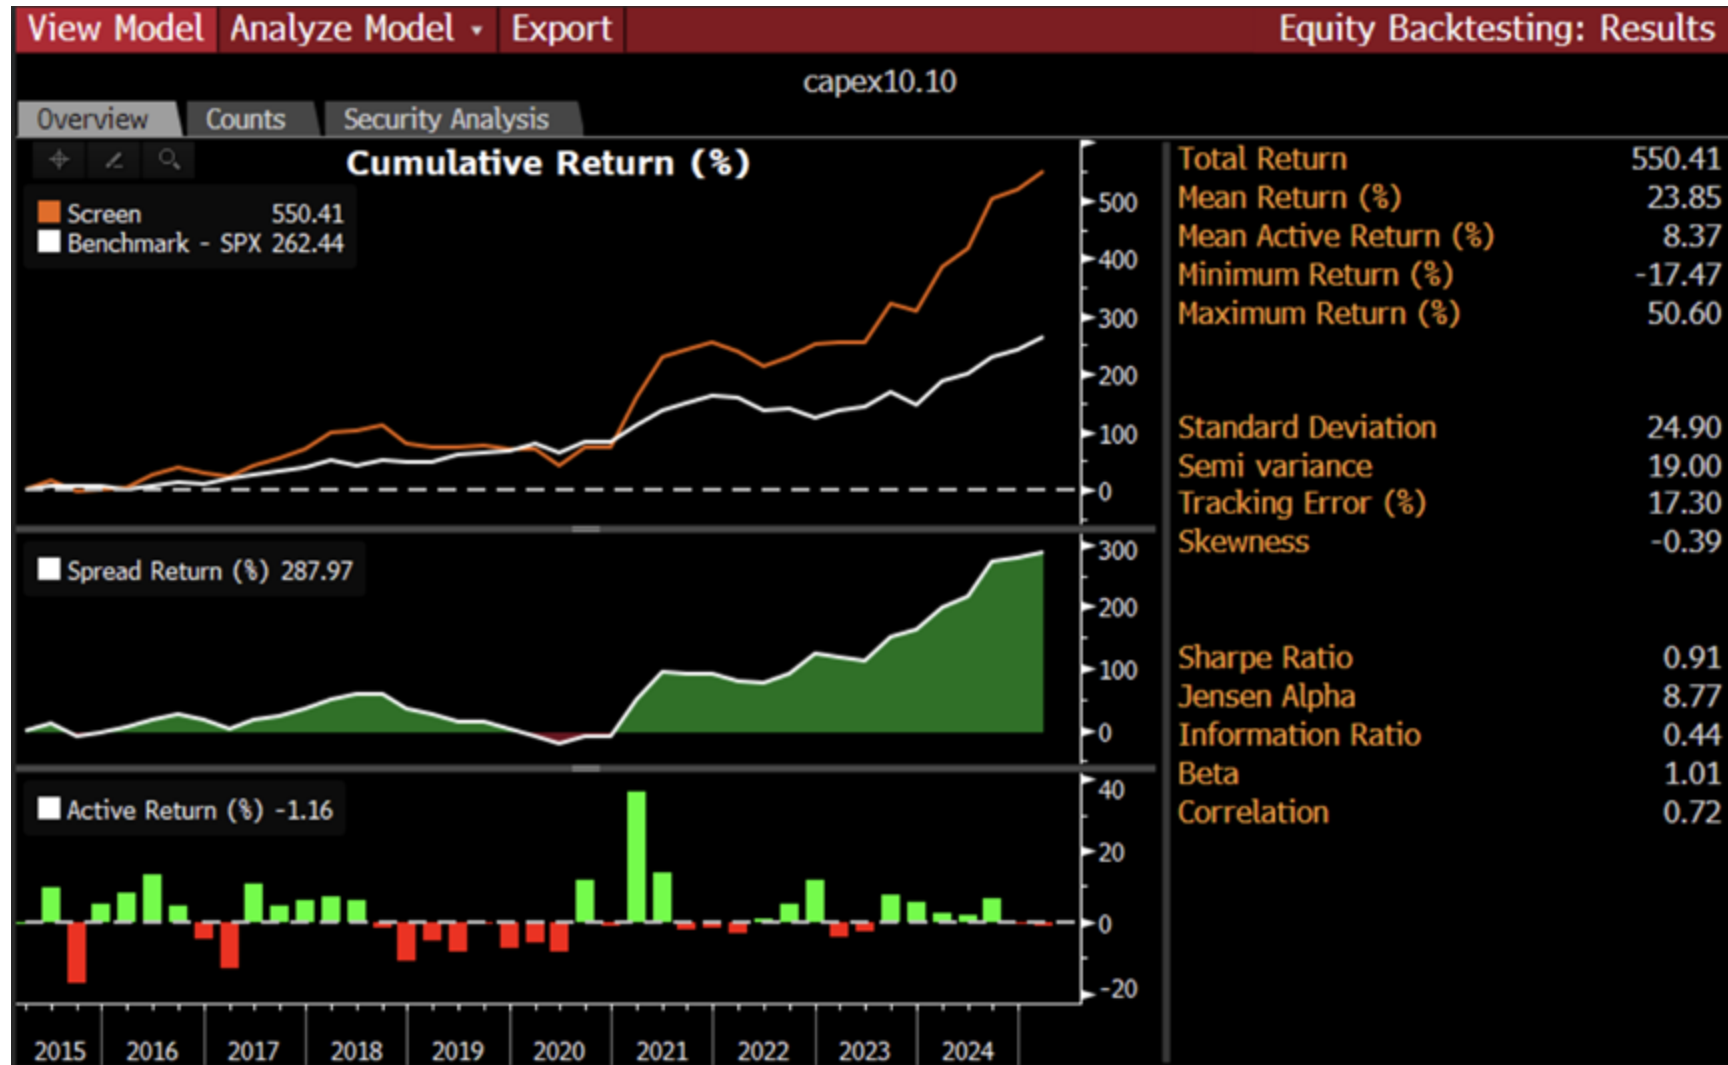 View Model Analyze Model Export Equity Backtesting: Results
capex10.10
Overview Counts Security Analysis
Cumulative Return (%)
Screen 550.41
Benchmark - SPX 262.44
500
400
300
200
100
0
Spread Return (%) 287.97
300
200
100
0
Active Return (%) -1.16
40
20
0
-20
2015 2016 2017 2018 2019 2020 2021 2022 2023 2024
Total Return 550.41
Mean Return (%) 23.85
Mean Active Return (%) 8.37
Minimum Return (%) -17.47
Maximum Return (%) 50.60
Standard Deviation 24.90
Semi variance 19.00
Tracking Error (%) 17.30
Skewness -0.39
Sharpe Ratio 0.91
Jensen Alpha 8.77
Information Ratio 0.44
Beta 1.01
Correlation 0.72